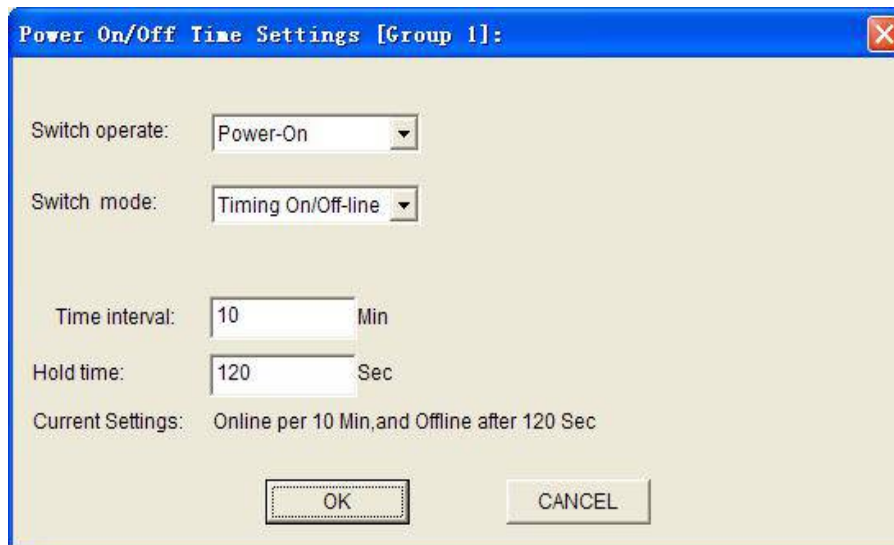 Power On/Off Time Settings [Group 1]:
Switch operate: Power-On
Switch mode: Timing On/Off-line
Time interval: 10 Min
Hold time: 120 Sec
Current Settings: Online per 10 Min,and Offline after 120 Sec
OK CANCEL